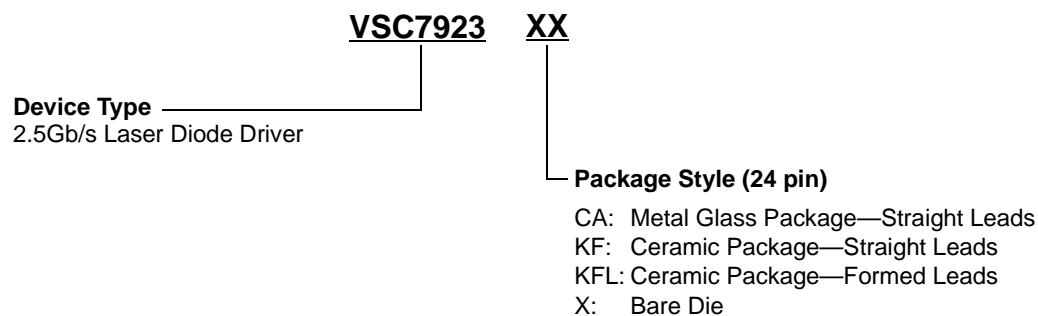 VSC7923 XX
Device Type
2.5Gb/s Laser Diode Driver
Package Style (24 pin)
CA: Metal Glass Package—Straight Leads
KF: Ceramic Package—Straight Leads
KFL: Ceramic Package—Formed Leads
X: Bare Die